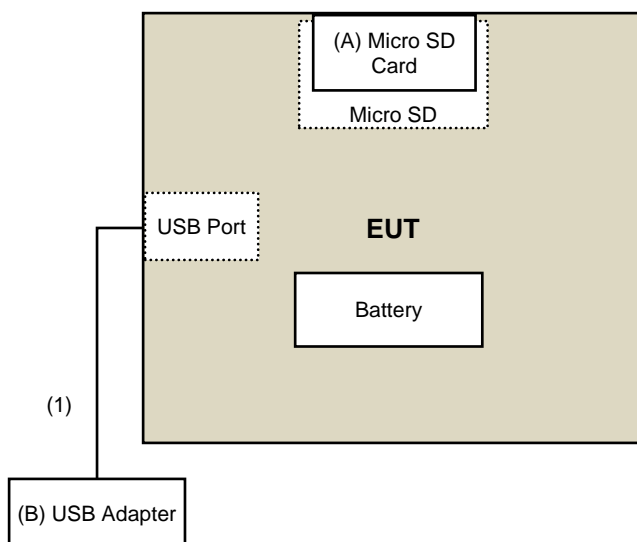 (A) Micro SD
Card
Micro SD
USB Port
EUT
Battery
(1)
(B) USB Adapter